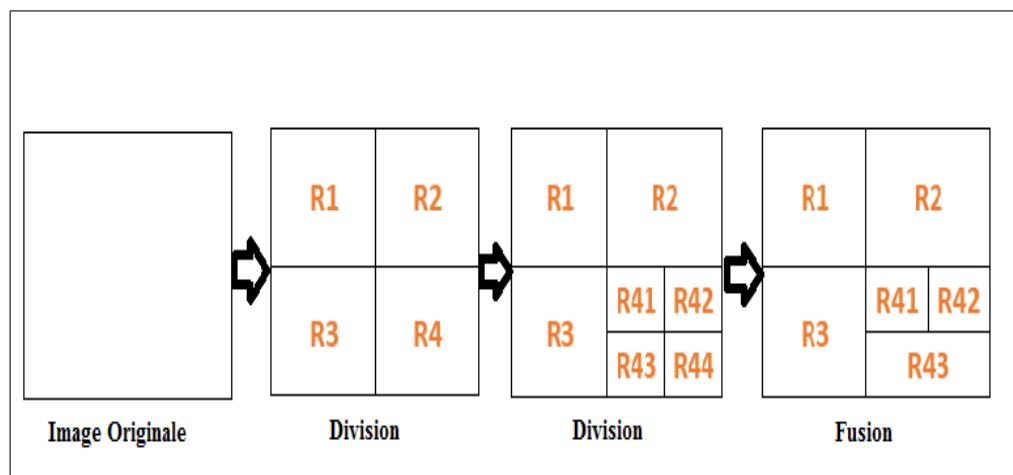 R1 R2 R1 R2 R1 R2
R41 R42 R41 R42
R3 R4 R3 R3
R43 R44 R43
Image Originale Division Division Fusion